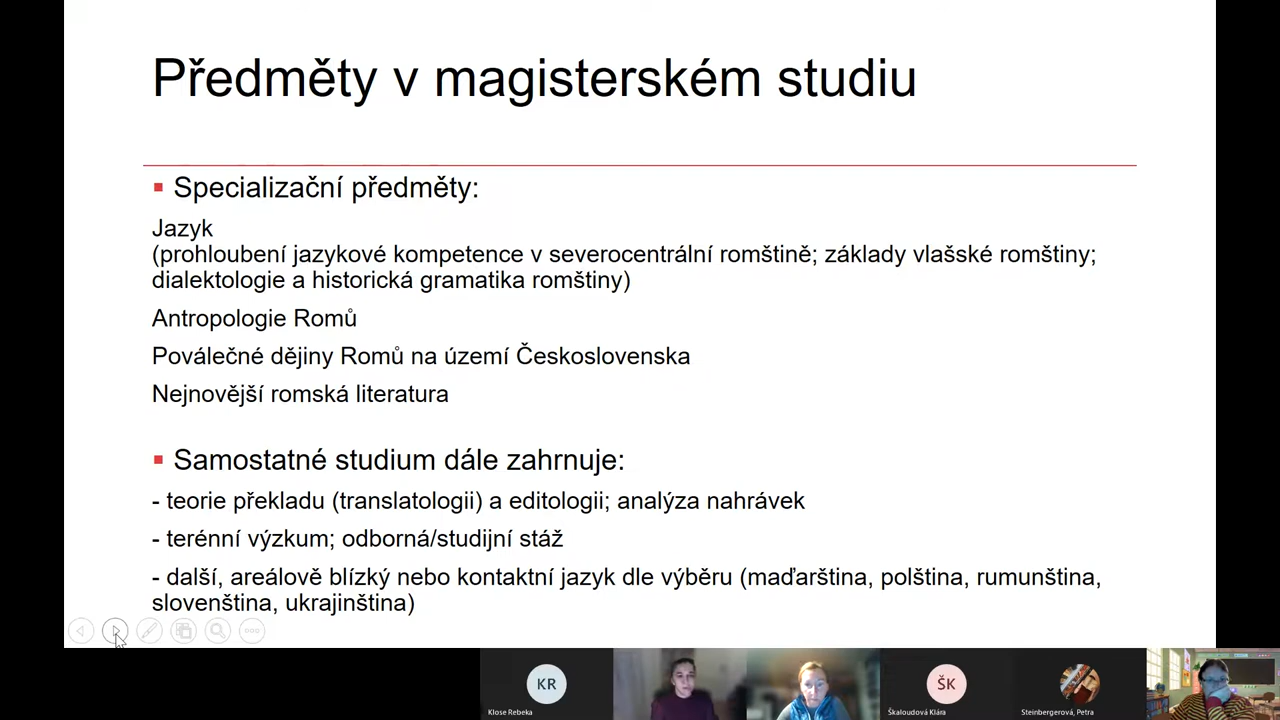 Předměty v magisterském studiu
Specializační předměty:
Jazyk
(prohloubení jazykové kompetence v severocentrální romštině; základy vlašské romštiny;
dialektologie a historická gramatika romštiny)
Antropologie Romů
Poválečné dějiny Romů na území Československa
Nejnovější romská literatura
Samostatné studium dále zahrnuje:
- teorie překladu (translatologii) a editologii; analýza nahrávek
- terénní výzkum; odborná/studijní stáž
- další, areálově blízký nebo kontaktní jazyk dle výběru (maďarština, polština, rumunština,
slovenština, ukrajinština)
KR
ŠK
Klose Rebeka
Škaloudová Klára
Steinbergerová, Petra